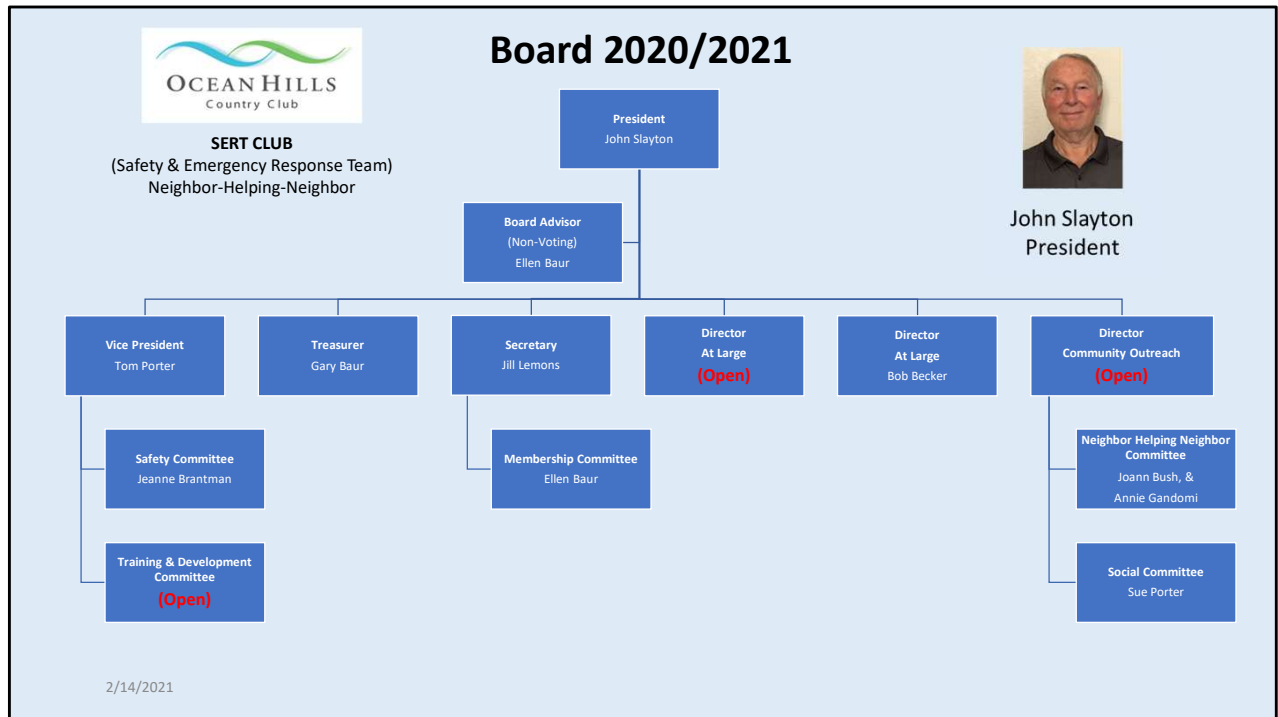 Board 2020/2021
OCEAN HILLS
Country Club
SERT CLUB
(Safety & Emergency Response Team)
Neighbor-Helping-Neighbor
President
John Slayton
John Slayton
President
Board Advisor
(Non-Voting)
Ellen Baur
Vice President
Tom Porter
Treasurer
Gary Baur
Secretary
Jill Lemons
Director
At Large
(Open)
Director
At Large
Bob Becker
Director
Community Outreach
(Open)
Safety Committee
Jeanne Brantman
Membership Committee
Ellen Baur
Neighbor Helping Neighbor
Committee
Joann Bush, &
Annie Gandomi
Training & Development
Committee
(Open)
Social Committee
Sue Porter
2/14/2021